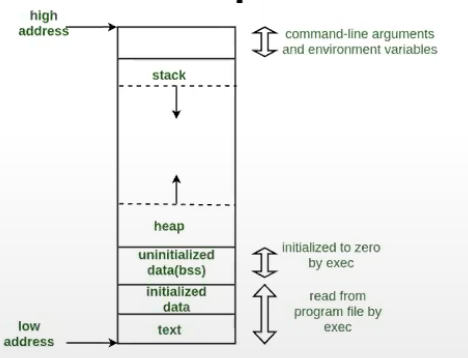 high
address
command-line arguments
and environment variables
stack
heap
uninitialized
data(bss)
initialized to zero
by exec
initialized
data
read from
program file by
exec
text
low
address